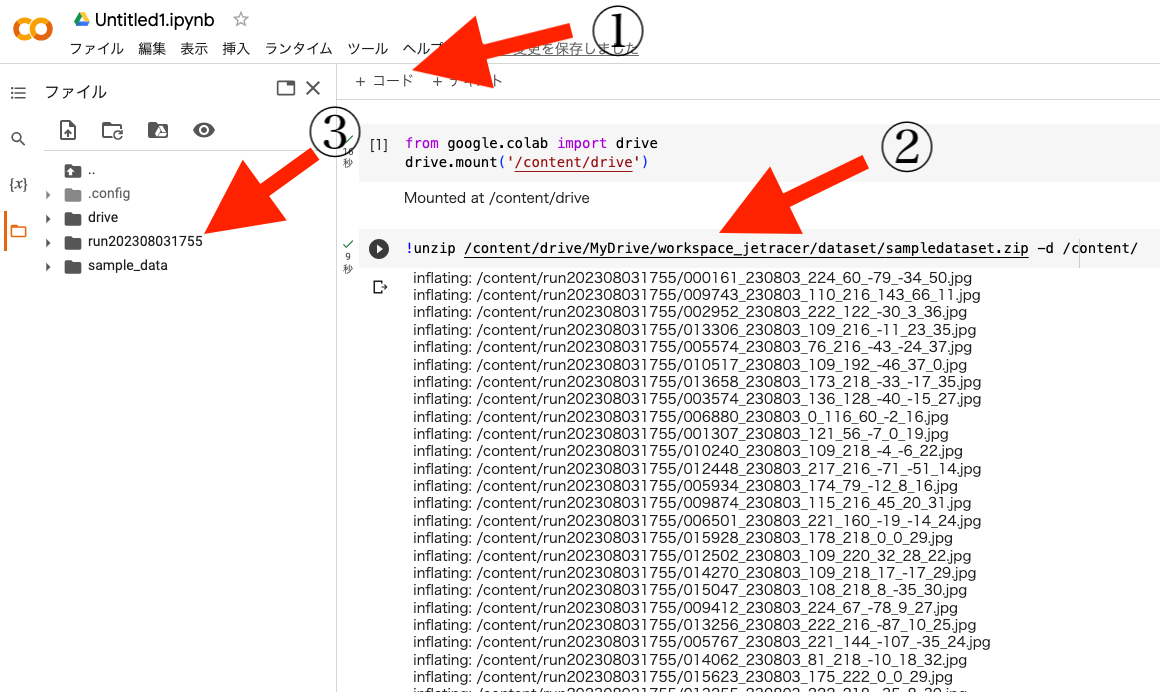 Untitled1.ipynb
ファイル 編集 表示 挿入 ランタイム ツール ヘルプ 変更を保存しました
①
ファイル
+ コード + テキスト
③
②
[1] from google.colab import drive
drive.mount('/content/drive')
16
秒
Mounted at /content/drive
..
{x}
.config
drive
run202308031755
sample_data
!unzip /content/drive/MyDrive/workspace_jetracer/dataset/sampledataset.zip -d /content/
9
秒
inflating: /content/run202308031755/000161_230803_224_60_-79_-34_50.jpg
inflating: /content/run202308031755/009743_230803_110_216_143_66_11.jpg
inflating: /content/run202308031755/002952_230803_222_122_-30_3_36.jpg
inflating: /content/run202308031755/013306_230803_109_216_-11_23_35.jpg
inflating: /content/run202308031755/005574_230803_76_216_-43_-24_37.jpg
inflating: /content/run202308031755/010517_230803_109_192_-46_37_0.jpg
inflating: /content/run202308031755/013658_230803_173_218_-33_-17_35.jpg
inflating: /content/run202308031755/003574_230803_136_128_-40_-15_27.jpg
inflating: /content/run202308031755/006880_230803_0_116_60_-2_16.jpg
inflating: /content/run202308031755/001307_230803_121_56_-7_0_19.jpg
inflating: /content/run202308031755/010240_230803_109_218_-4_-6_22.jpg
inflating: /content/run202308031755/012448_230803_217_216_-71_-51_14.jpg
inflating: /content/run202308031755/005934_230803_174_79_-12_8_16.jpg
inflating: /content/run202308031755/009874_230803_115_216_45_20_31.jpg
inflating: /content/run202308031755/006501_230803_221_160_-19_-14_24.jpg
inflating: /content/run202308031755/015928_230803_178_218_0_0_29.jpg
inflating: /content/run202308031755/012502_230803_109_220_32_28_22.jpg
inflating: /content/run202308031755/014270_230803_109_218_17_-17_29.jpg
inflating: /content/run202308031755/015047_230803_108_218_8_-35_30.jpg
inflating: /content/run202308031755/009412_230803_224_67_-78_9_27.jpg
inflating: /content/run202308031755/013256_230803_222_216_-87_10_25.jpg
inflating: /content/run202308031755/005767_230803_221_144_-107_-35_24.jpg
inflating: /content/run202308031755/014062_230803_81_218_-10_18_32.jpg
inflating: /content/run202308031755/015623_230803_175_222_0_0_29.jpg